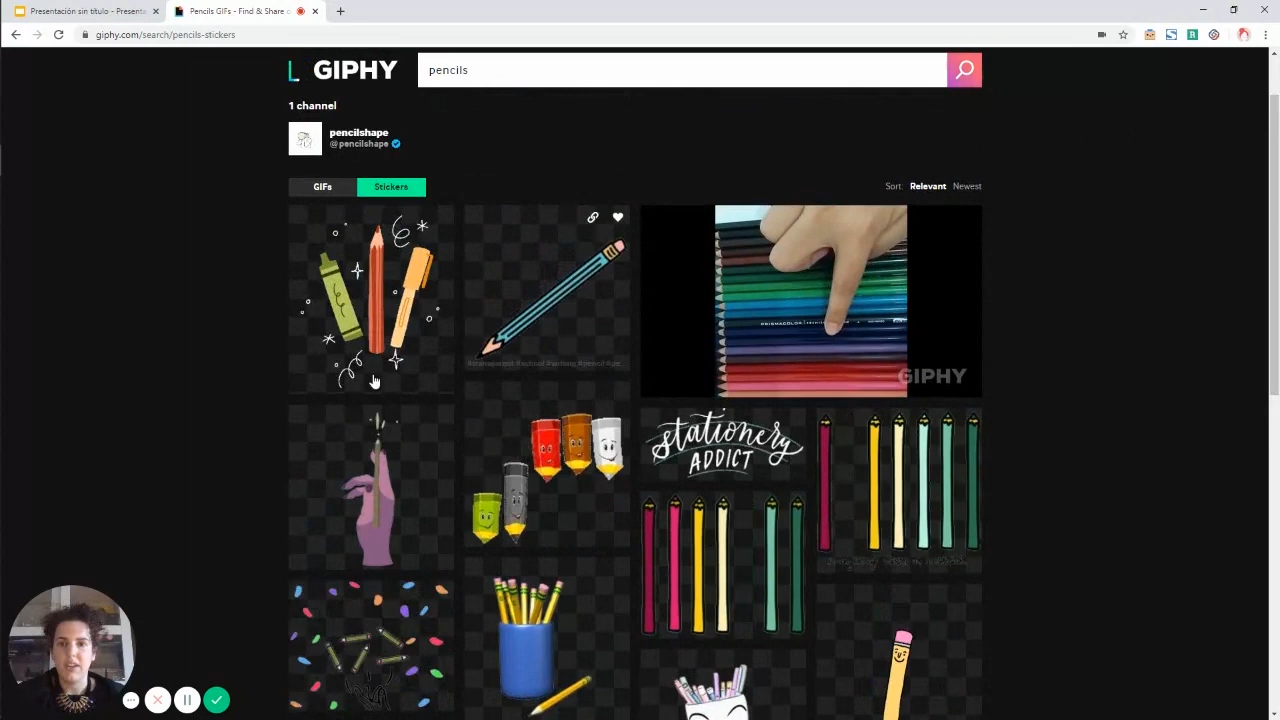 Presentación sin título - Presenta
Pencils GIFs - Find & Share o
giphy.com/search/pencils-stickers
GIPHY
pencils
1 channel
pencilshape
@pencilshape
GIFs
Stickers
Sort:
Relevant
Newest
PRISMACOLOR
GIPHY
stationery
ADDICT